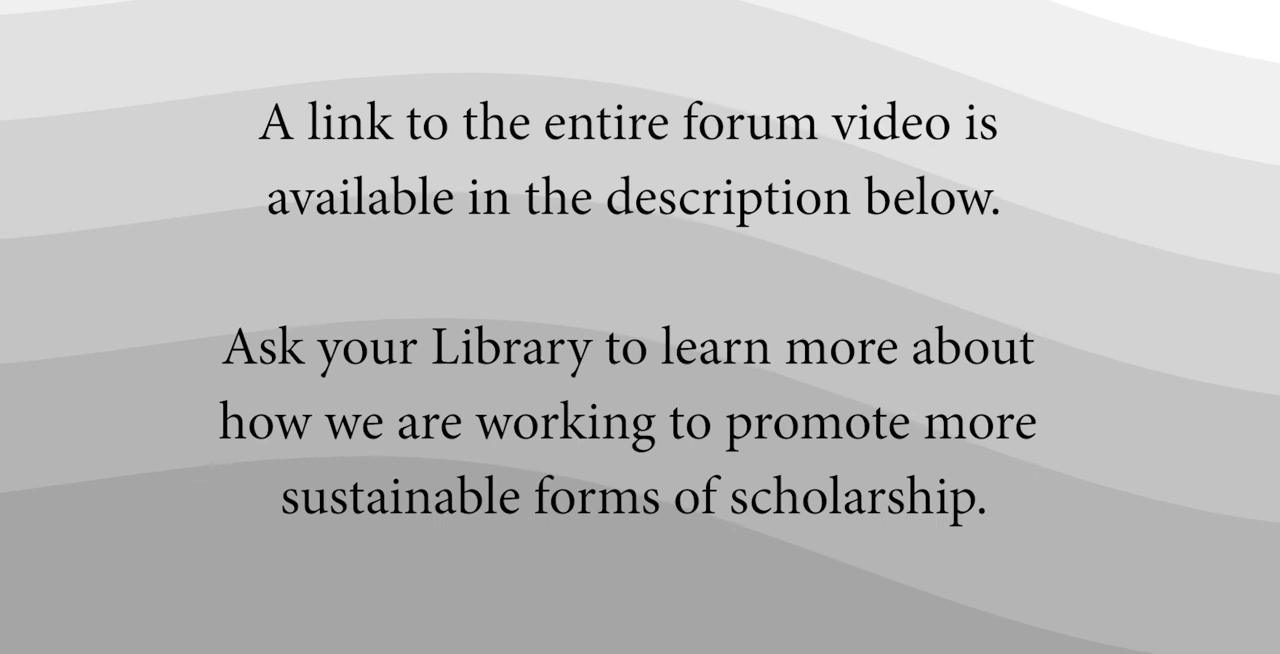 A link to the entire forum video is
available in the description below.
Ask your Library to learn more about
how we are working to promote more
sustainable forms of scholarship.